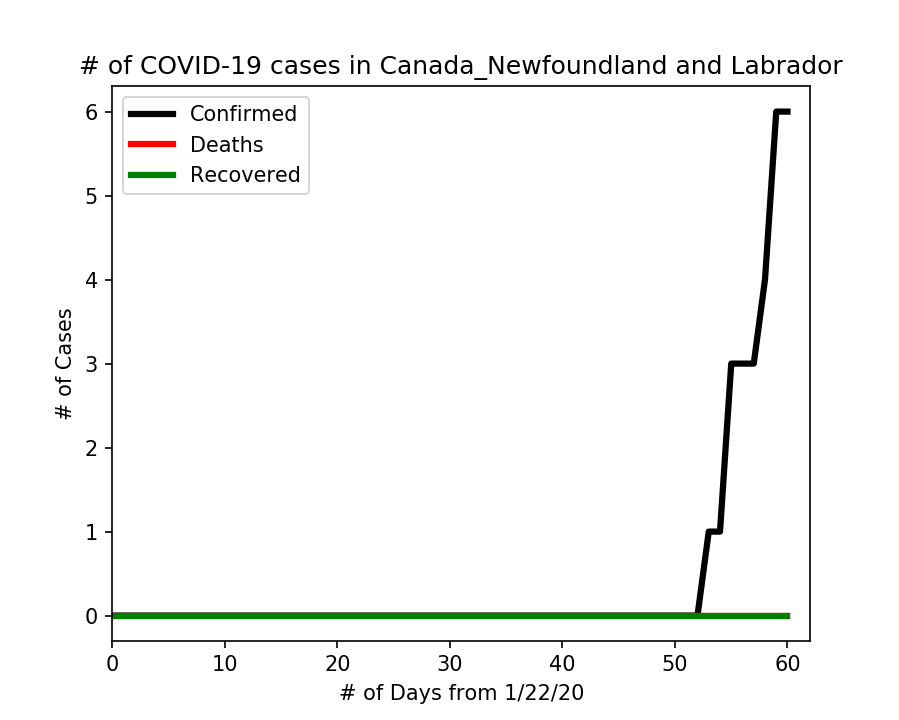 # of COVID-19 cases in Canada_Newfoundland and Labrador
Confirmed
Deaths
Recovered
6
5
4
3
2
1
0
# of Cases
0 10 20 30 40 50 60
# of Days from 1/22/20